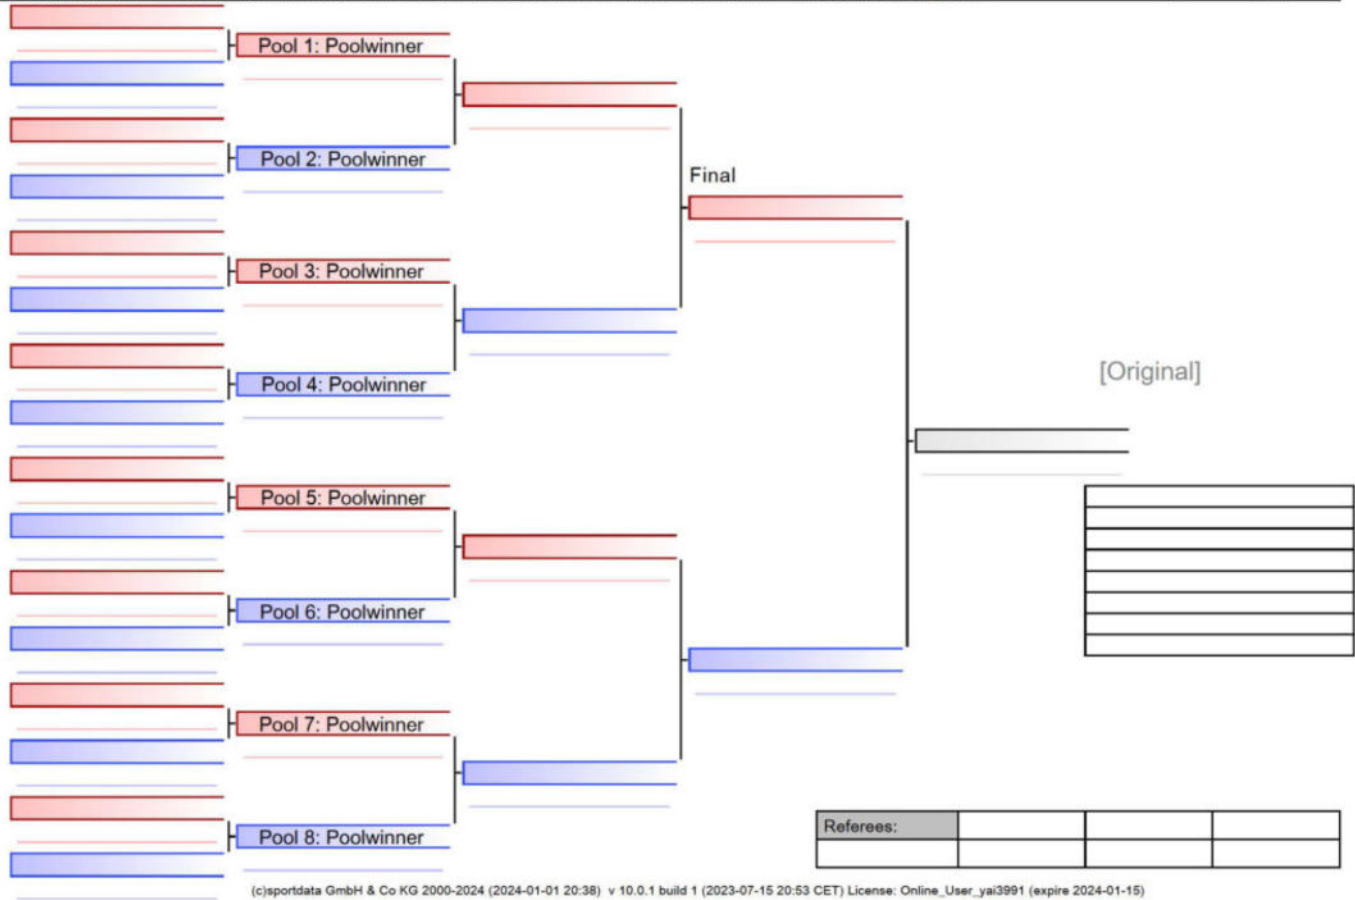 Pool 1: Poolwinner
Pool 2: Poolwinner
Final
Pool 3: Poolwinner
[Original]
Pool 4: Poolwinner
Pool 5: Poolwinner
Pool 6: Poolwinner
Pool 7: Poolwinner
Referees:
Pool 8: Poolwinner
(c)sportdata GmbH & Co KG 2000-2024 (2024-01-01 20:38) v 10.0.1 build 1 (2023-07-15 20:53 CET) License: Online_User_yai3991 (expire 2024-01-15)